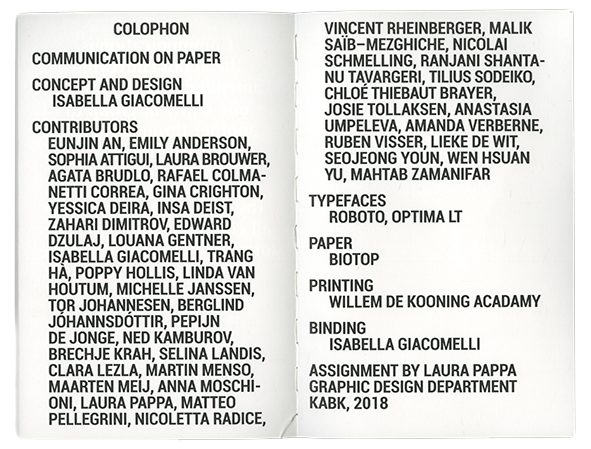 COLOPHON
COMMUNICATION ON PAPER
CONCEPT AND DESIGN
ISABELLA GIACOMELLI
CONTRIBUTORS
EUNJIN AN, EMILY ANDERSON,
SOPHIA ATTIGUI, LAURA BROUWER,
AGATA BRUDLO, RAFAEL COLMA-
NETTI CORREA, GINA CRIGHTON,
YESSICA DEIRA, INSA DEIST,
ZAHARI DIMITROV, EDWARD
DZULAJ, LOUANA GENTNER,
ISABELLA GIACOMELLI, TRANG
HÀ, POPPY HOLLIS, LINDA VAN
HOUTUM, MICHELLE JANSSEN,
TOR JOHANNESEN, BERGLIND
JÓHANNSDÓTTIR, PEPIJN
DE JONGE, NED KAMBUROV,
BRECHJE KRAH, SELINA LANDIS,
CLARA LEZLA, MARTIN MENSO,
MAARTEN MEIJ, ANNA MOSCHI-
ONI, LAURA PAPPA, MATTEO
PELLEGRINI, NICOLETTA RADICE,
VINCENT RHEINBERGER, MALIK
SAÏB–MEZGHICHE, NICOLAI
SCHMELLING, RANJANI SHANTA-
NU TAVARGERI, TILIUS SODEIKO,
CHLOÉ THIEBAUT BRAYER,
JOSIE TOLLAKSEN, ANASTASIA
UMPELEVA, AMANDA VERBERNE,
RUBEN VISSER, LIEKE DE WIT,
SEOJEONG YOUN, WEN HSUAN
YU, MAHTAB ZAMANIFAR
TYPEFACES
ROBOTO, OPTIMA LT
PAPER
BIOTOP
PRINTING
WILLEM DE KOONING ACADAMY
BINDING
ISABELLA GIACOMELLI
ASSIGNMENT BY LAURA PAPPA
GRAPHIC DESIGN DEPARTMENT
KABK, 2018